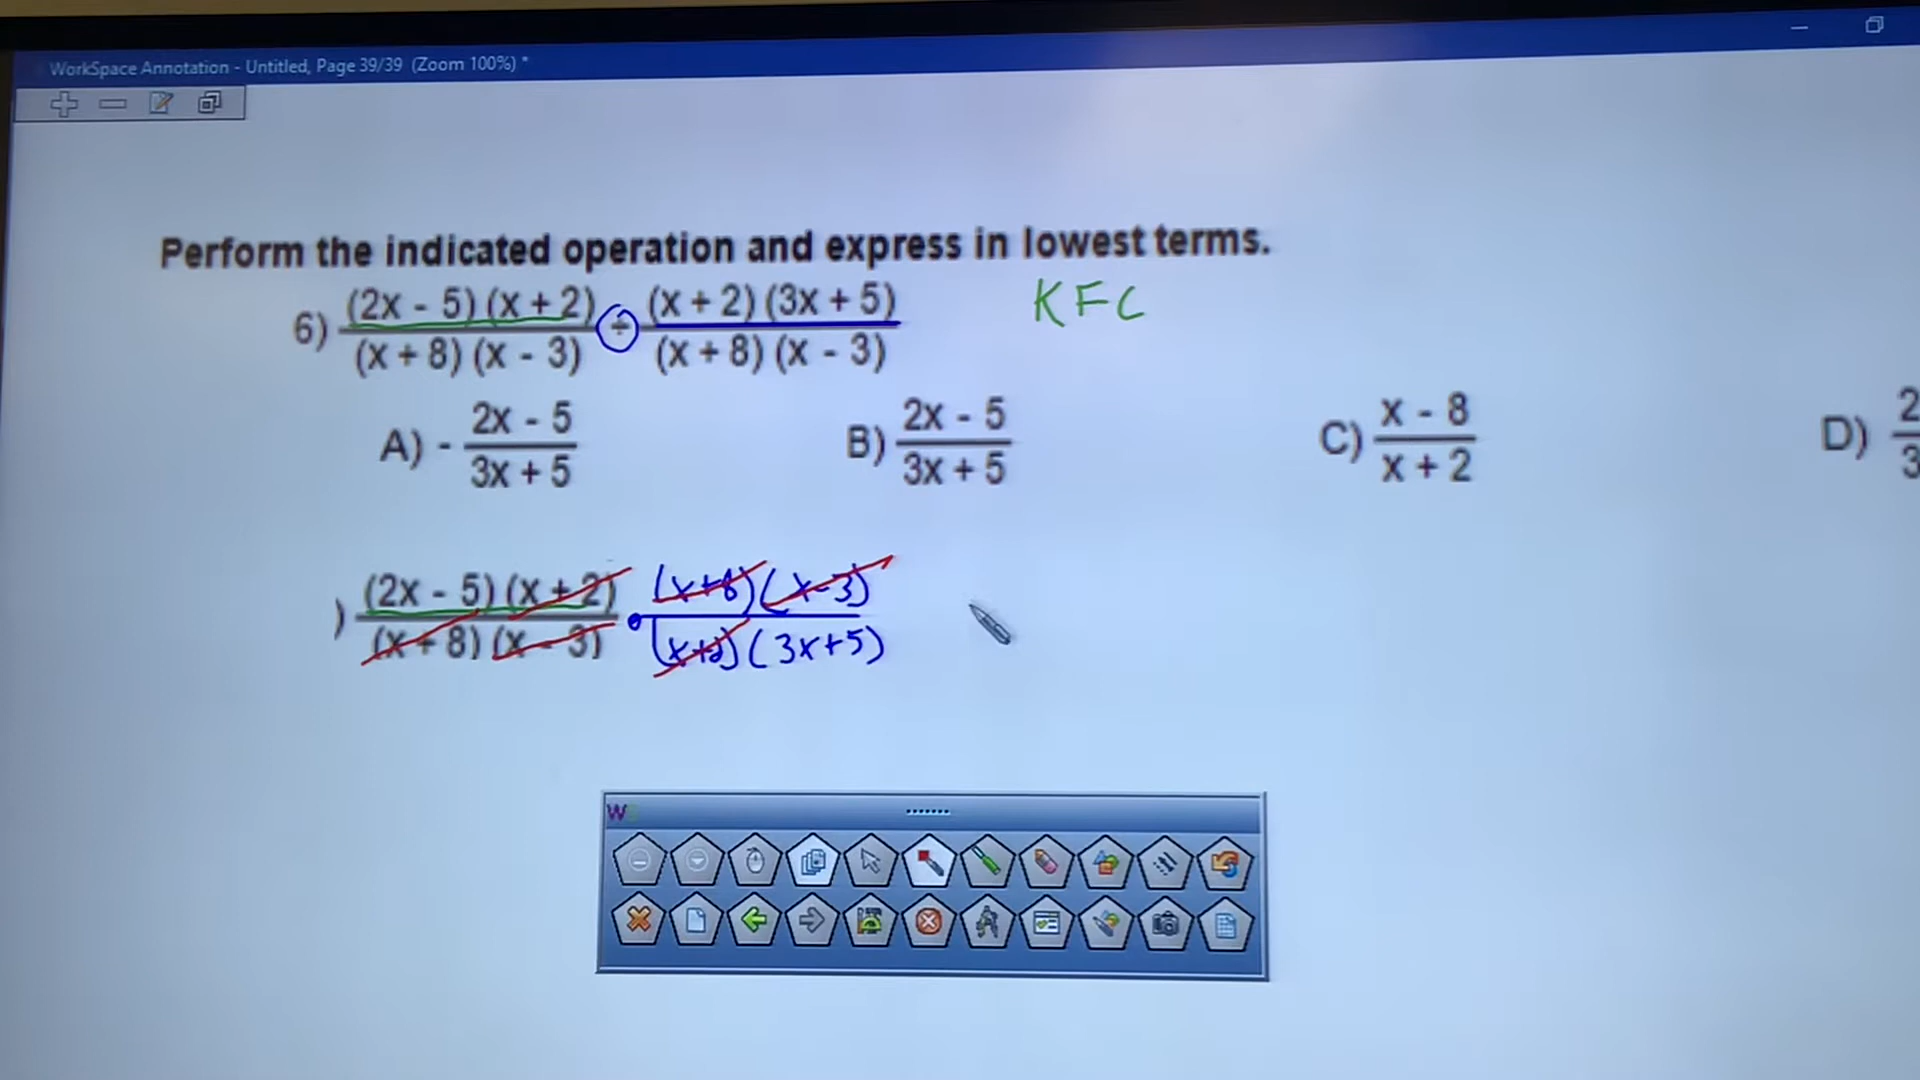 WorkSpace Annotation - Untitled, Page 39/39 (Zoom 100%) *
Perform the indicated operation and express in lowest terms.
6) (2x - 5) (x + 2) / (x + 8) (x - 3) ÷ (x + 2) (3x + 5) / (x + 8) (x - 3) KFC
A) - 2x - 5 / 3x + 5 B) 2x - 5 / 3x + 5 C) x - 8 / x + 2 D) 2 / 3
) (2x - 5) (x + 2) / (x + 8) (x - 3) • (x+8) (x-3) / (x+2) (3x+5)
W